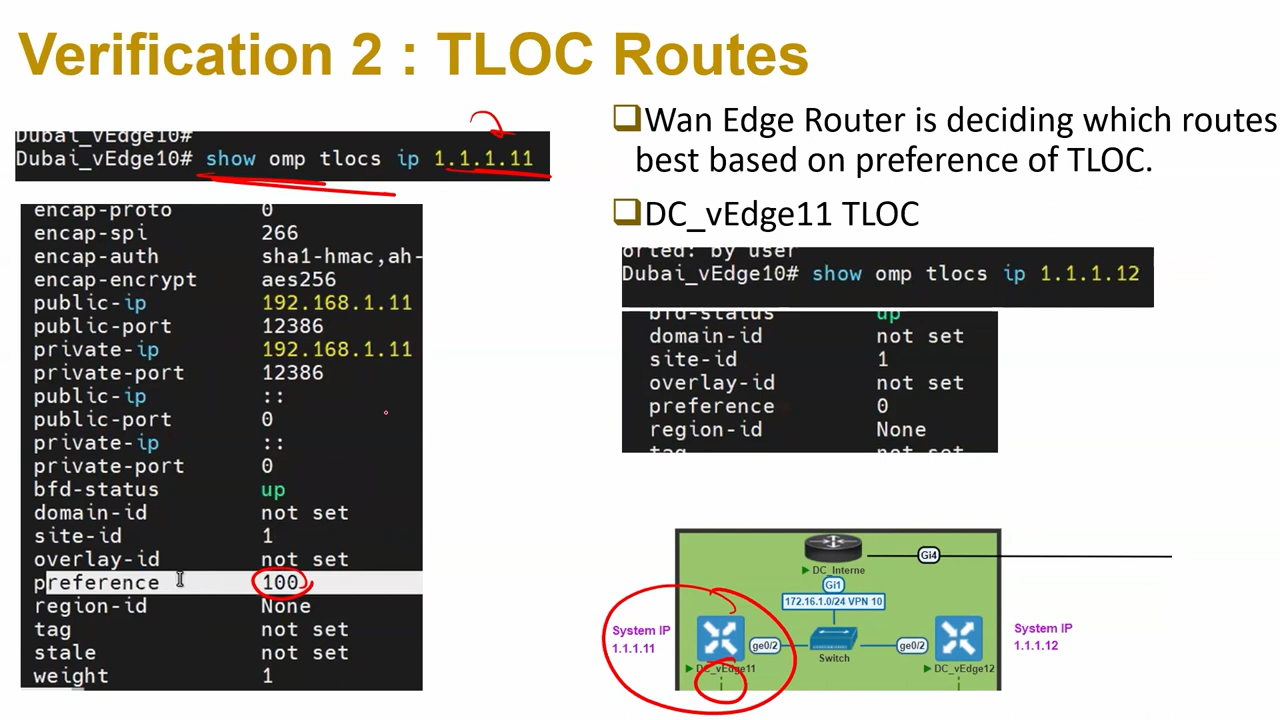 Verification 2 : TLOC Routes
Dubai_vEdge10#
Dubai_vEdge10# show omp tlocs ip 1.1.1.11
encap-proto 0
encap-spi 266
encap-auth sha1-hmac,ah-
encap-encrypt aes256
public-ip 192.168.1.11
public-port 12386
private-ip 192.168.1.11
private-port 12386
public-ip ::
public-port 0
private-ip ::
private-port 0
bfd-status up
domain-id not set
site-id 1
overlay-id not set
preference 100
region-id None
tag not set
stale not set
weight 1
Wan Edge Router is deciding which routes
best based on preference of TLOC.
DC_vEdge11 TLOC
orted: by user
Dubai_vEdge10# show omp tlocs ip 1.1.1.12
bfd-status up
domain-id not set
site-id 1
overlay-id not set
preference 0
region-id None
tag not set
DC_Interne
Gi4
Gi1
172.16.1.0/24 VPN 10
System IP
1.1.1.11
ge0/2
Switch
ge0/2
System IP
1.1.1.12
DC_vEdge11
DC_vEdge12